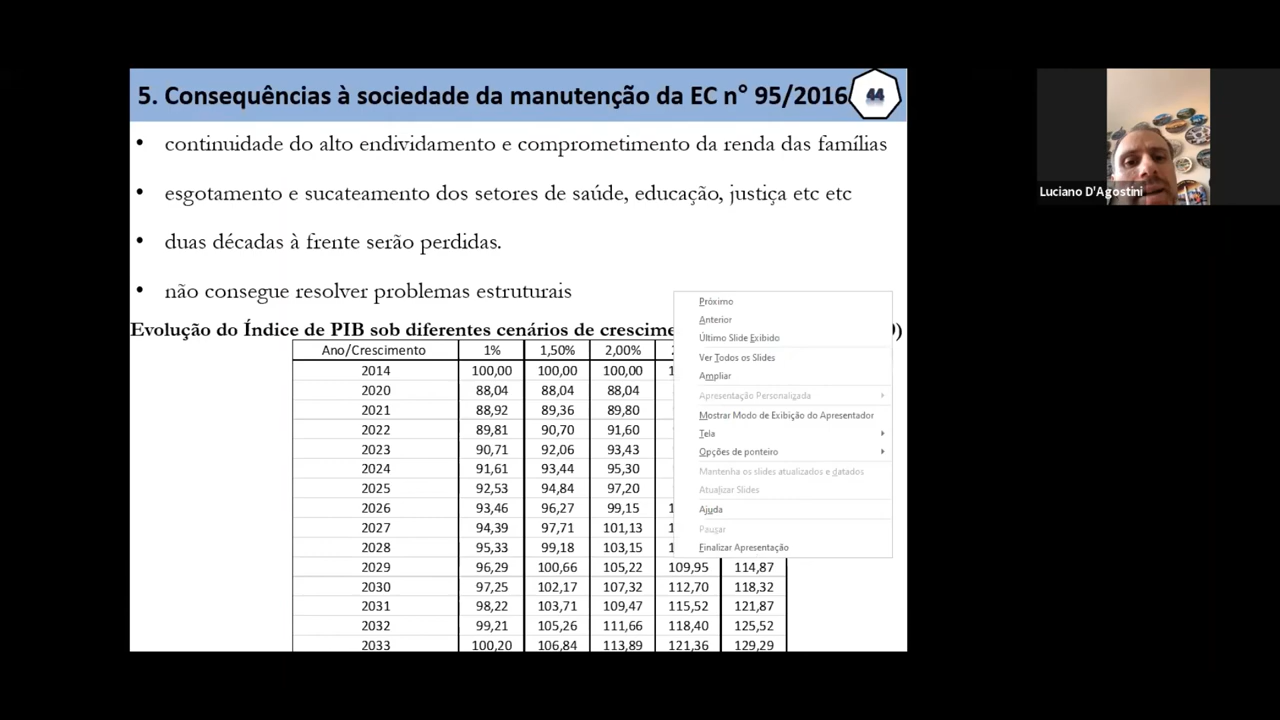 5. Consequências à sociedade da manutenção da EC n° 95/2016
44
• continuidade do alto endividamento e comprometimento da renda das famílias
• esgotamento e sucateamento dos setores de saúde, educação, justiça etc etc
• duas décadas à frente serão perdidas.
• não consegue resolver problemas estruturais
Evolução do Índice de PIB sob diferentes cenários de
Ano/Crescimento 1% 1,50% 2,00%
2014 100,00 100,00 100,00
2020 88,04 88,04 88,04
2021 88,92 89,36 89,80
2022 89,81 90,70 91,60
2023 90,71 92,06 93,43
2024 91,61 93,44 95,30
2025 92,53 94,84 97,20
2026 93,46 96,27 99,15
2027 94,39 97,71 101,13
2028 95,33 99,18 103,15
2029 96,29 100,66 105,22 109,95 114,87
2030 97,25 102,17 107,32 112,70 118,32
2031 98,22 103,71 109,47 115,52 121,87
2032 99,21 105,26 111,66 118,40 125,52
2033 100,20 106,84 113,89 121,36 129,29
Próximo
Anterior
Último Slide Exibido
Ver Todos os Slides
Ampliar
Apresentação Personalizada
Mostrar Modo de Exibição do Apresentador
Tela
Opções de ponteiro
Mantenha os slides atualizados e datados
Atualizar Slides
Ajuda
Pausar
Finalizar Apresentação
Luciano D'Agostini